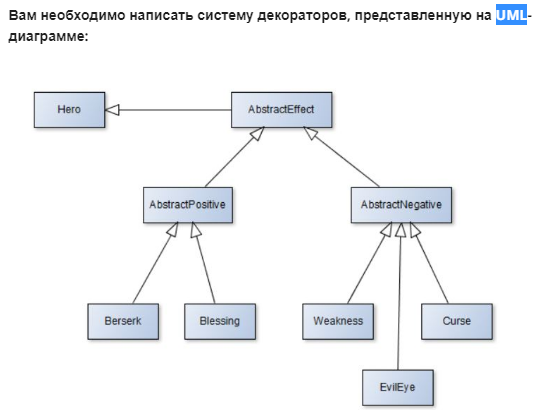 Вам необходимо написать систему декораторов, представленную на UML-
диаграмме:
Hero
AbstractEffect
AbstractPositive
AbstractNegative
Berserk
Blessing
Weakness
Curse
EvilEye